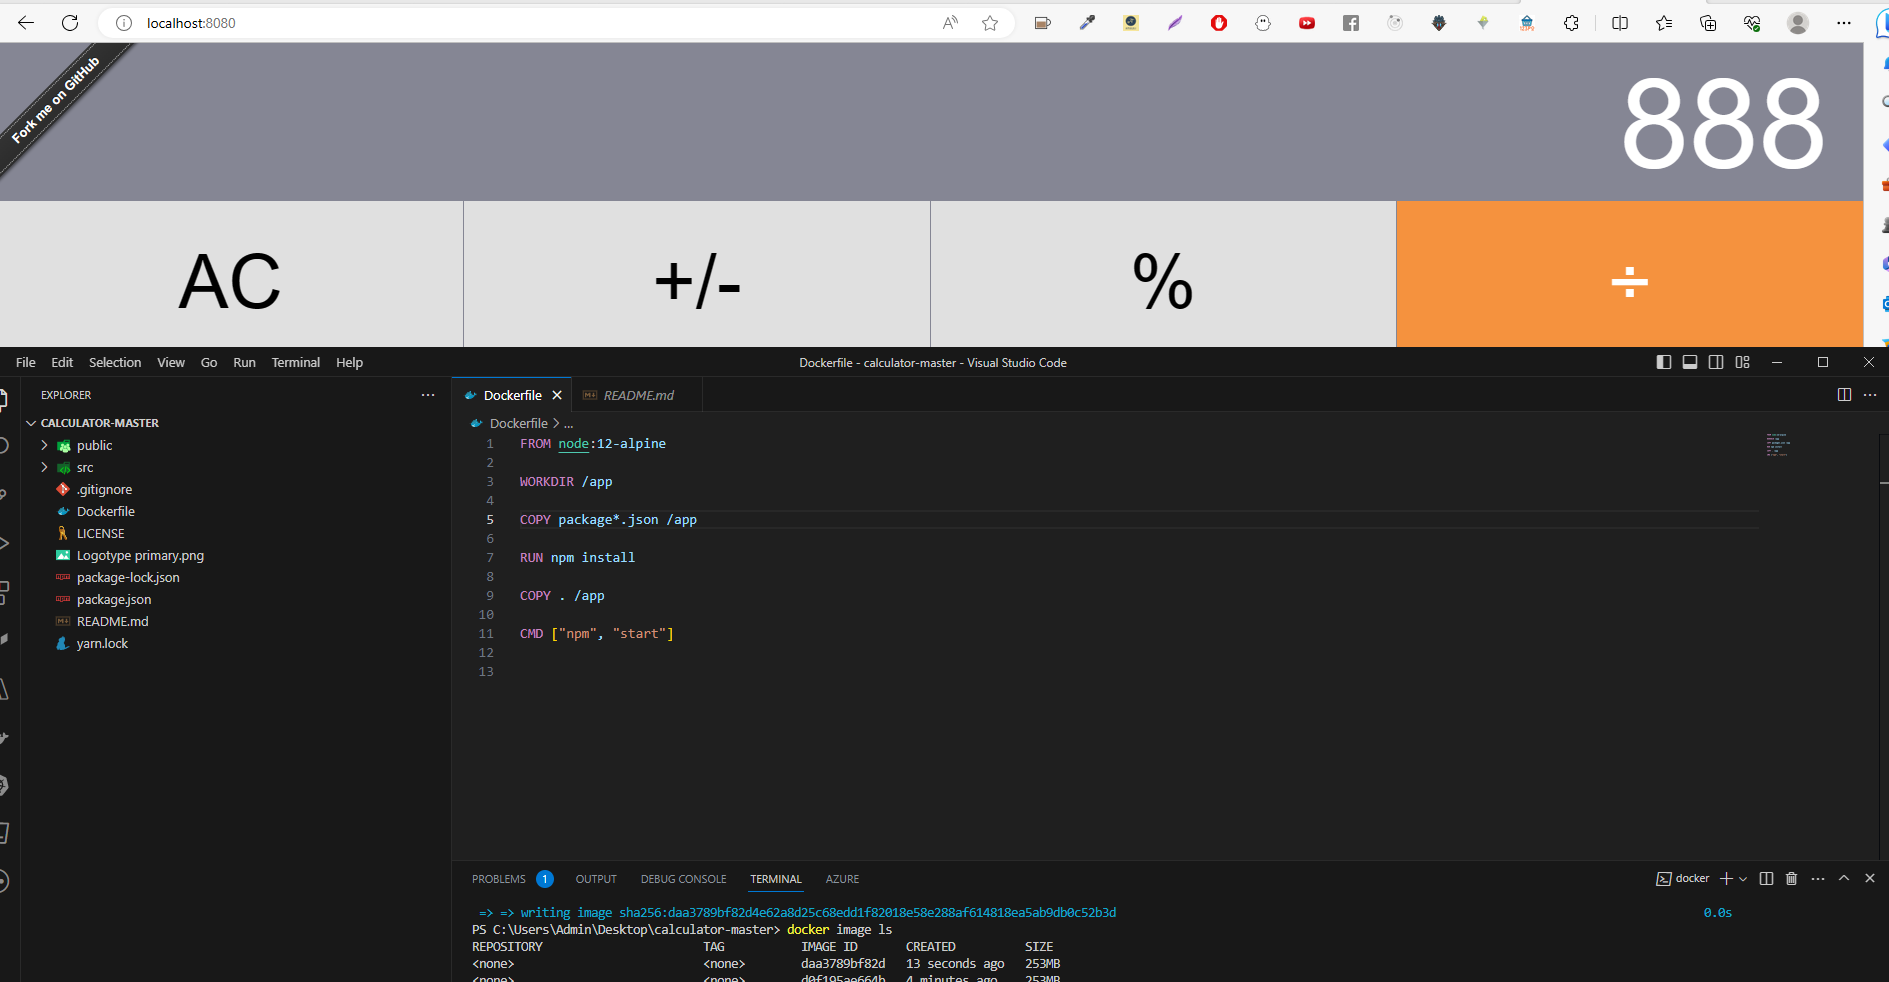 localhost:8080
Fork me on GitHub
888
AC +/- % ÷
File Edit Selection View Go Run Terminal Help
Dockerfile - calculator-master - Visual Studio Code
EXPLORER
CALCULATOR-MASTER
public
src
.gitignore
Dockerfile
LICENSE
Logotype primary.png
package-lock.json
package.json
README.md
yarn.lock
Dockerfile README.md
Dockerfile > ...
1 FROM node:12-alpine
2
3 WORKDIR /app
4
5 COPY package*.json /app
6
7 RUN npm install
8
9 COPY . /app
10
11 CMD ["npm", "start"]
12
13
PROBLEMS 1 OUTPUT DEBUG CONSOLE TERMINAL AZURE
docker
=> => writing image sha256:daa3789bf82d4e62a8d25c68edd1f82018e58e288af614818ea5ab9db0c52b3d 0.0s
PS C:\Users\Admin\Desktop\calculator-master> docker image ls
REPOSITORY TAG IMAGE ID CREATED SIZE
<none> <none> daa3789bf82d 13 seconds ago 253MB
<none> <none> d0f195ae664b 4 minutes ago 253MB